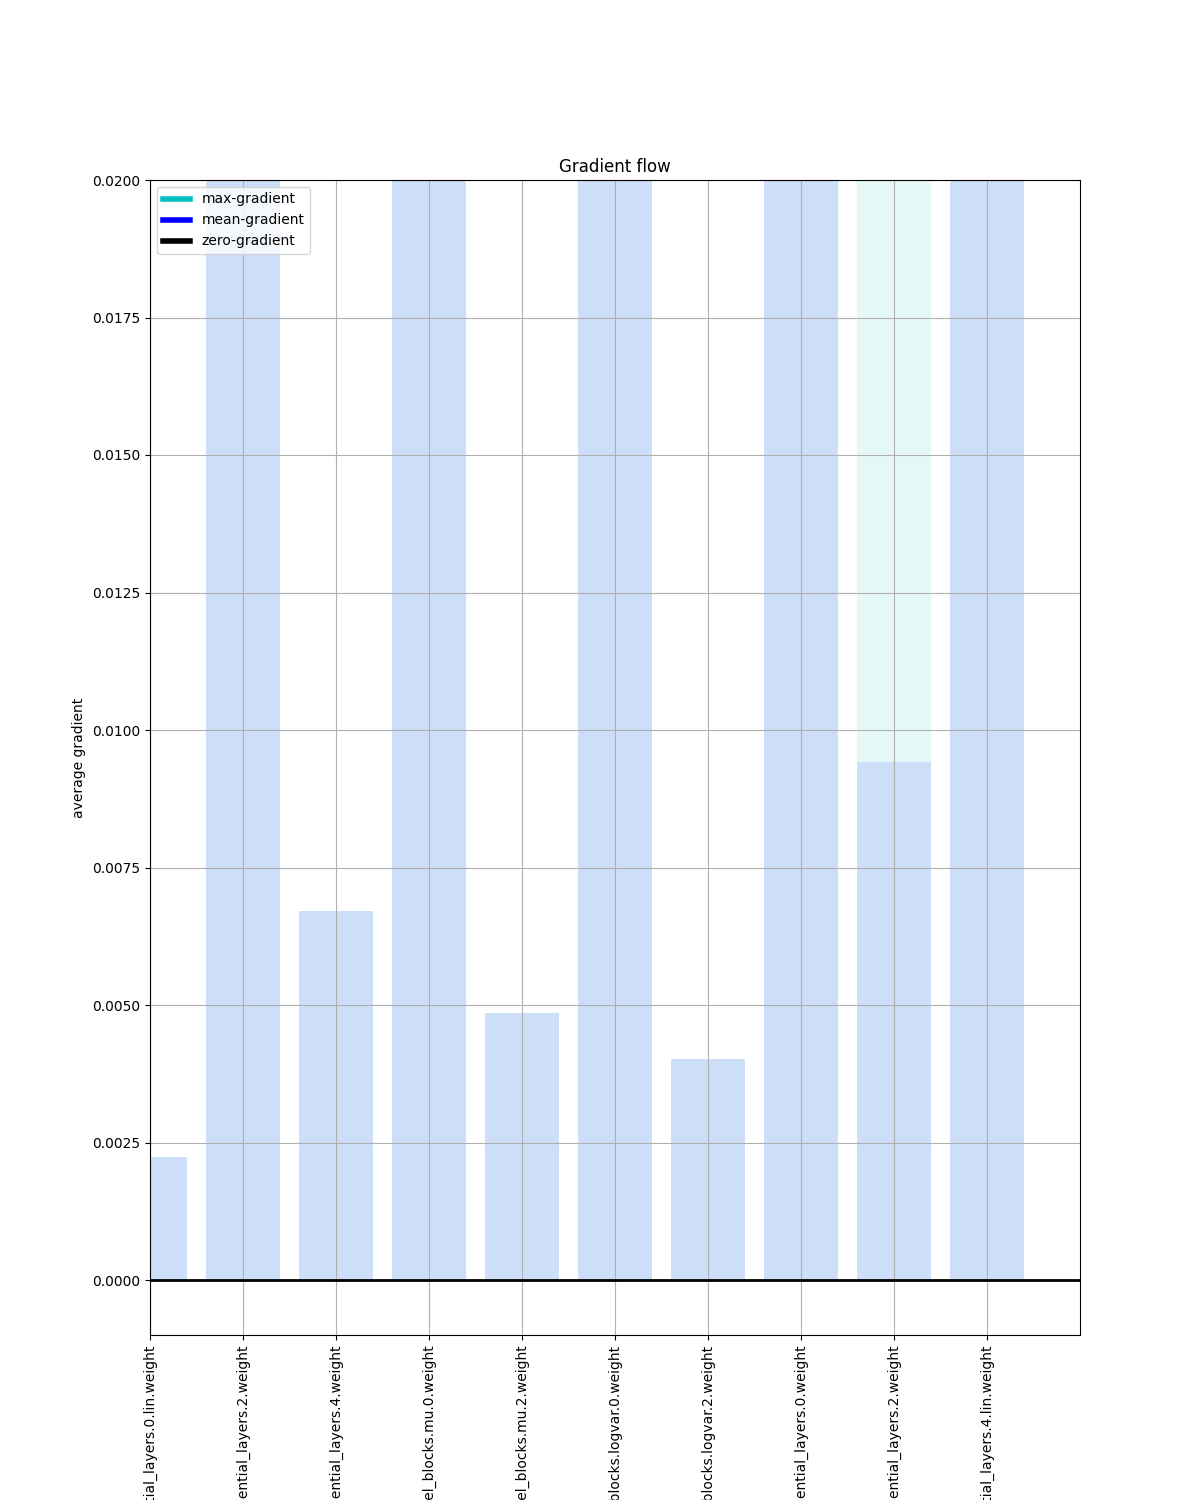 Gradient flow
max-gradient
mean-gradient
zero-gradient
0.0200
0.0175
0.0150
0.0125
0.0100
0.0075
0.0050
0.0025
0.0000
average gradient
tial_layers.0.lin.weight
ential_layers.2.weight
ential_layers.4.weight
el_blocks.mu.0.weight
el_blocks.mu.2.weight
blocks.logvar.0.weight
blocks.logvar.2.weight
ential_layers.0.weight
ential_layers.2.weight
tial_layers.4.lin.weight